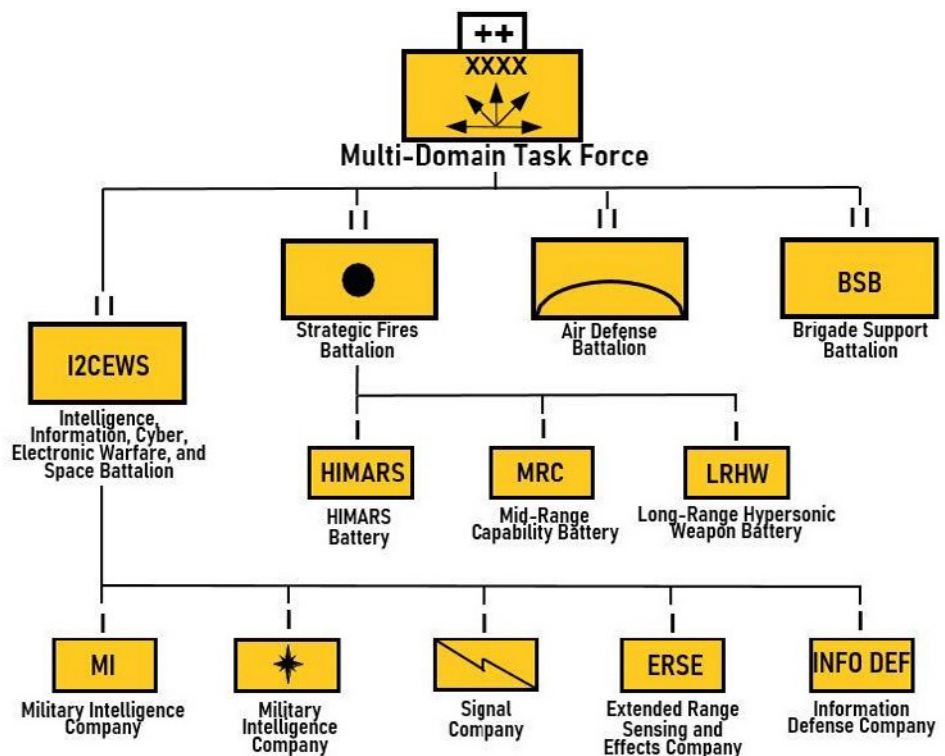 ++
XXXX
Multi-Domain Task Force
I I
I I
I I
BSB
Strategic Fires
Battalion
Air Defense
Battalion
Brigade Support
Battalion
I I
I2CEWS
Intelligence,
Information, Cyber,
Electronic Warfare, and
Space Battalion
I
I
I
HIMARS
MRC
LRHW
HIMARS
Battery
Mid-Range
Capability Battery
Long-Range Hypersonic
Weapon Battery
I
I
I
I
I
MI
ERSE
INFO DEF
Military Intelligence
Company
Military
Intelligence
Company
Signal
Company
Extended Range
Sensing and
Effects Company
Information
Defense Company